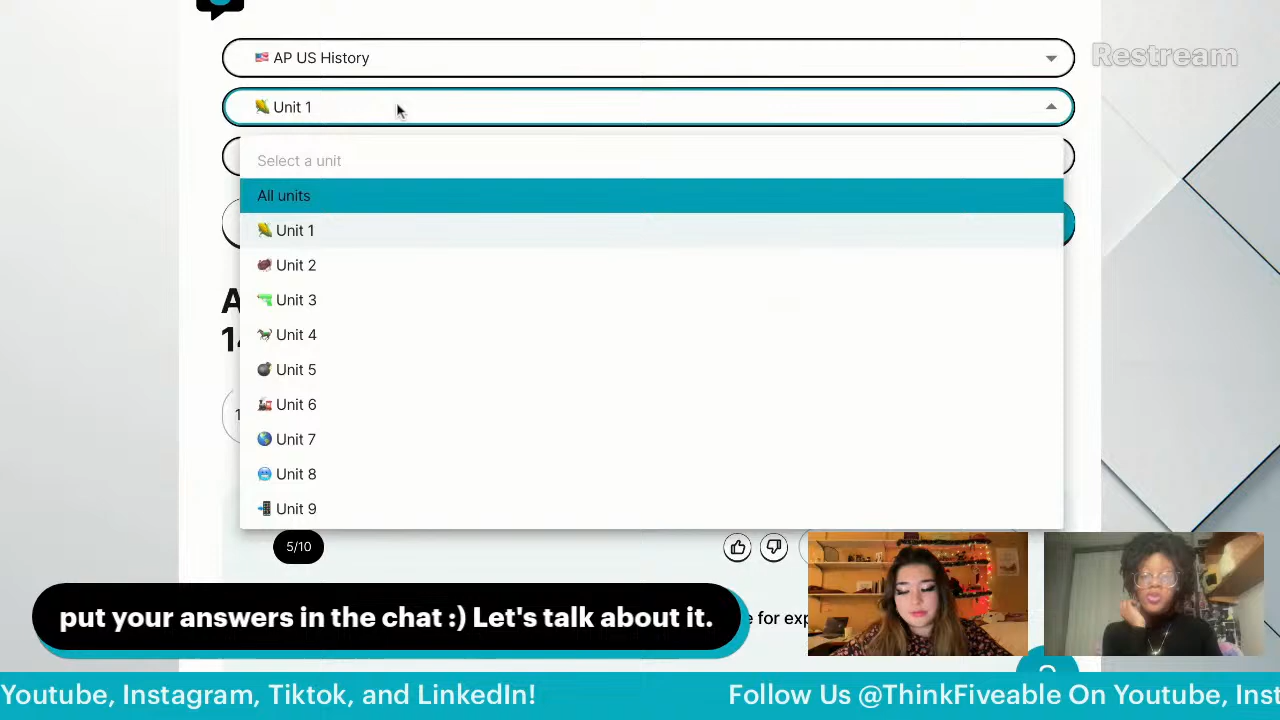 AP US History
Restream
Unit 1
Select a unit
All units
Unit 1
Unit 2
Unit 3
Unit 4
Unit 5
Unit 6
Unit 7
Unit 8
Unit 9
5/10
put your answers in the chat :) Let's talk about it.
Youtube, Instagram, Tiktok, and LinkedIn! Follow Us @ThinkFiveable On Youtube, Inst